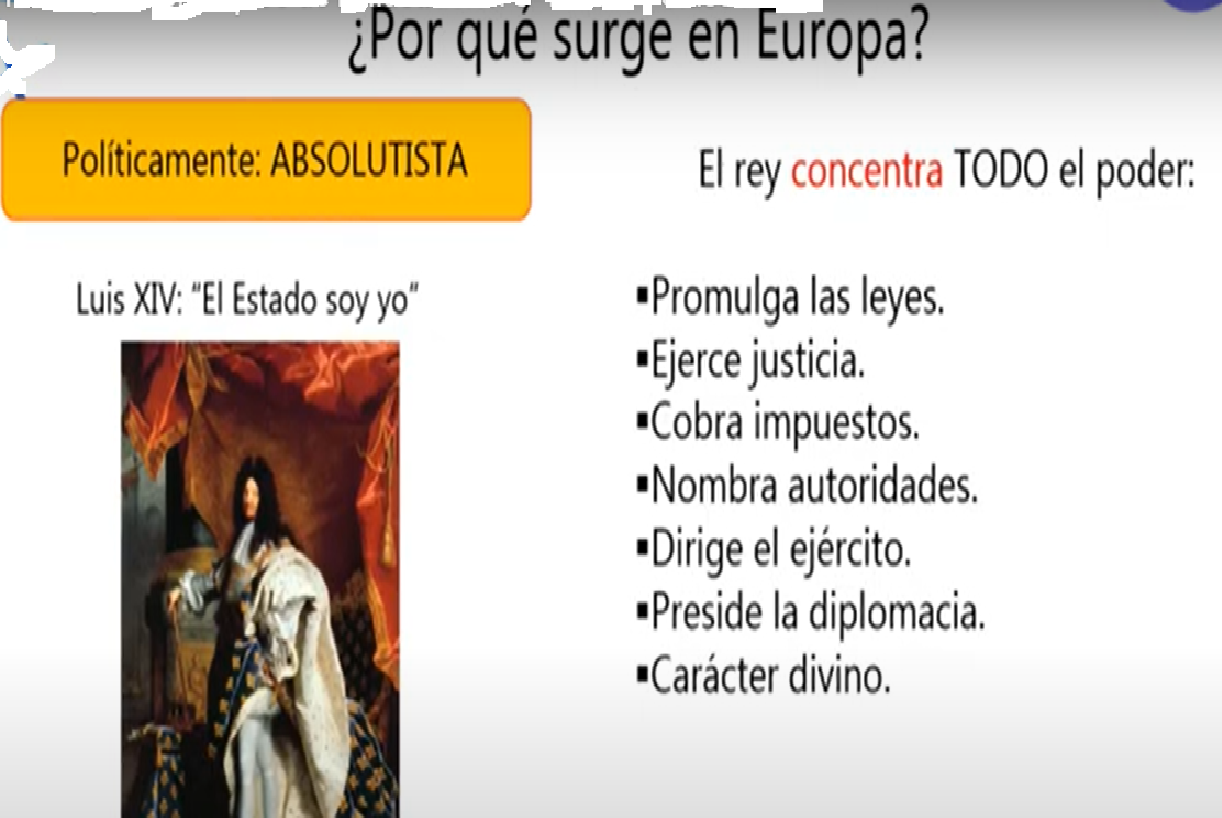 ¿Por qué surge en Europa?
Políticamente: ABSOLUTISTA
El rey concentra TODO el poder:
Luis XIV: "El Estado soy yo"
▪Promulga las leyes.
▪Ejerce justicia.
▪Cobra impuestos.
▪Nombra autoridades.
▪Dirige el ejército.
▪Preside la diplomacia.
▪Carácter divino.